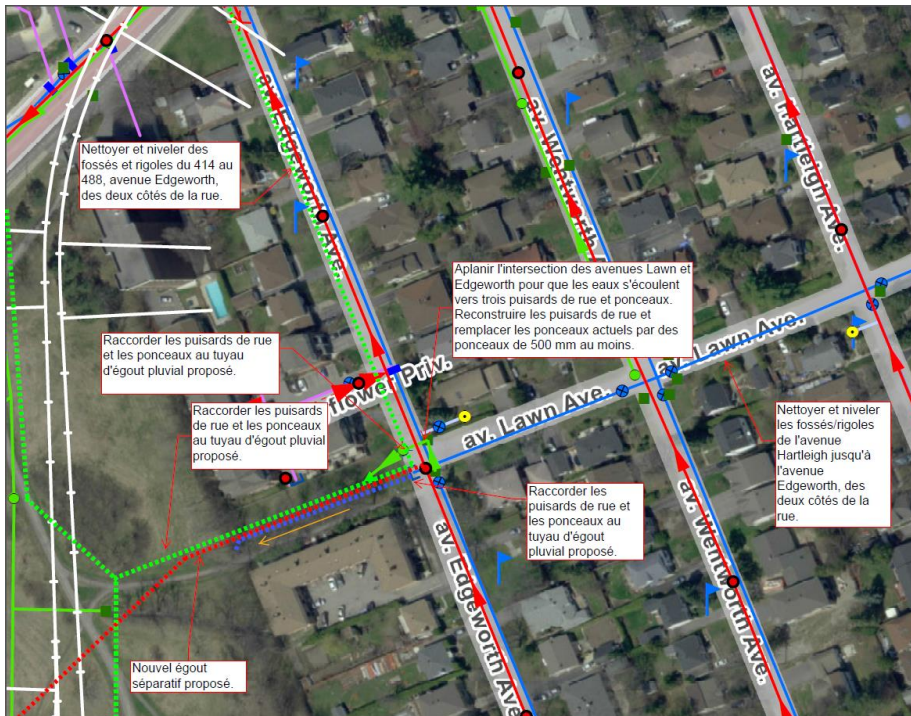 av. Edgeworth Ave.
av. Wentworth
av. Hartleigh Ave.
Nettoyer et niveler des
fossés et rigoles du 414 au
488, avenue Edgeworth,
des deux côtés de la rue.
Aplanir l'intersection des avenues Lawn et
Edgeworth pour que les eaux s'écoulent
vers trois puisards de rue et ponceaux.
Reconstruire les puisards de rue et
remplacer les ponceaux actuels par des
ponceaux de 500 mm au moins.
Raccorder les puisards de rue
et les ponceaux au tuyau
d'égout pluvial proposé.
flower Priv.
av. Lawn Ave.
av. Lawn Ave.
Raccorder les puisards
de rue et les ponceaux
au tuyau d'égout pluvial
proposé.
Nettoyer et niveler
les fossés/rigoles
de l'avenue
Hartleigh jusqu'à
l'avenue
Edgeworth, des
deux côtés de la
rue.
Raccorder les
puisards de rue et
les ponceaux au
tuyau d'égout
pluvial proposé.
av. Edgeworth Ave.
av. Wentworth Ave.
Nouvel égout
séparatif proposé.